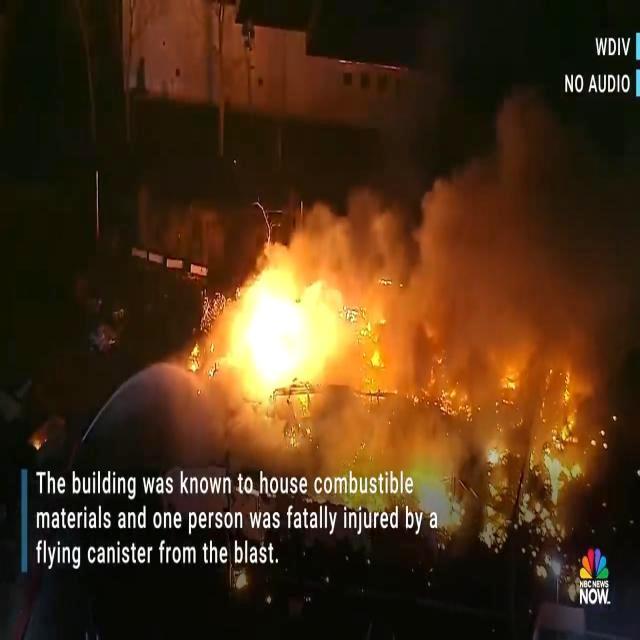 WDIV
NO AUDIO
The building was known to house combustible
materials and one person was fatally injured by a
flying canister from the blast.
NBC NEWS
NOW